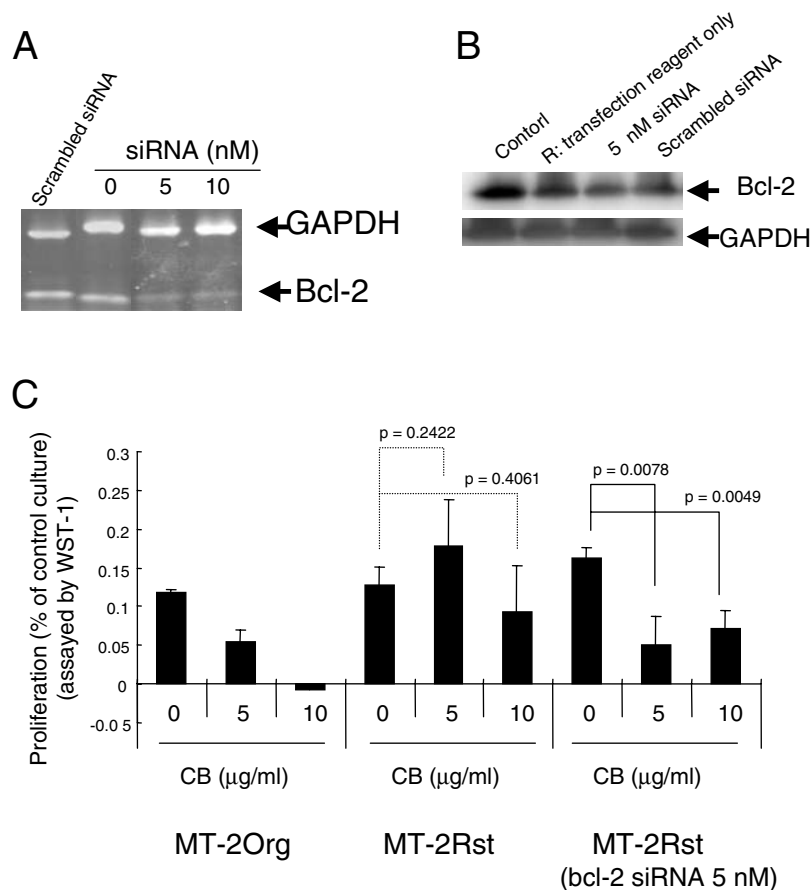 A
Scrambled siRNA
siRNA (nM)
0 5 10
GAPDH
Bcl-2
B
Contorl
R: transfection reagent only
5 nM siRNA
Scrambled siRNA
Bcl-2
GAPDH
C
Proliferation (% of control culture)
(assayed by WST-1)
0.3
0.25
0.2
0.15
0.1
0.05
0
-0.05
p = 0.2422
p = 0.4061
p = 0.0078
p = 0.0049
0 5 10 0 5 10 0 5 10
CB (μg/ml) CB (μg/ml) CB (μg/ml)
MT-2Org MT-2Rst MT-2Rst
(bcl-2 siRNA 5 nM)